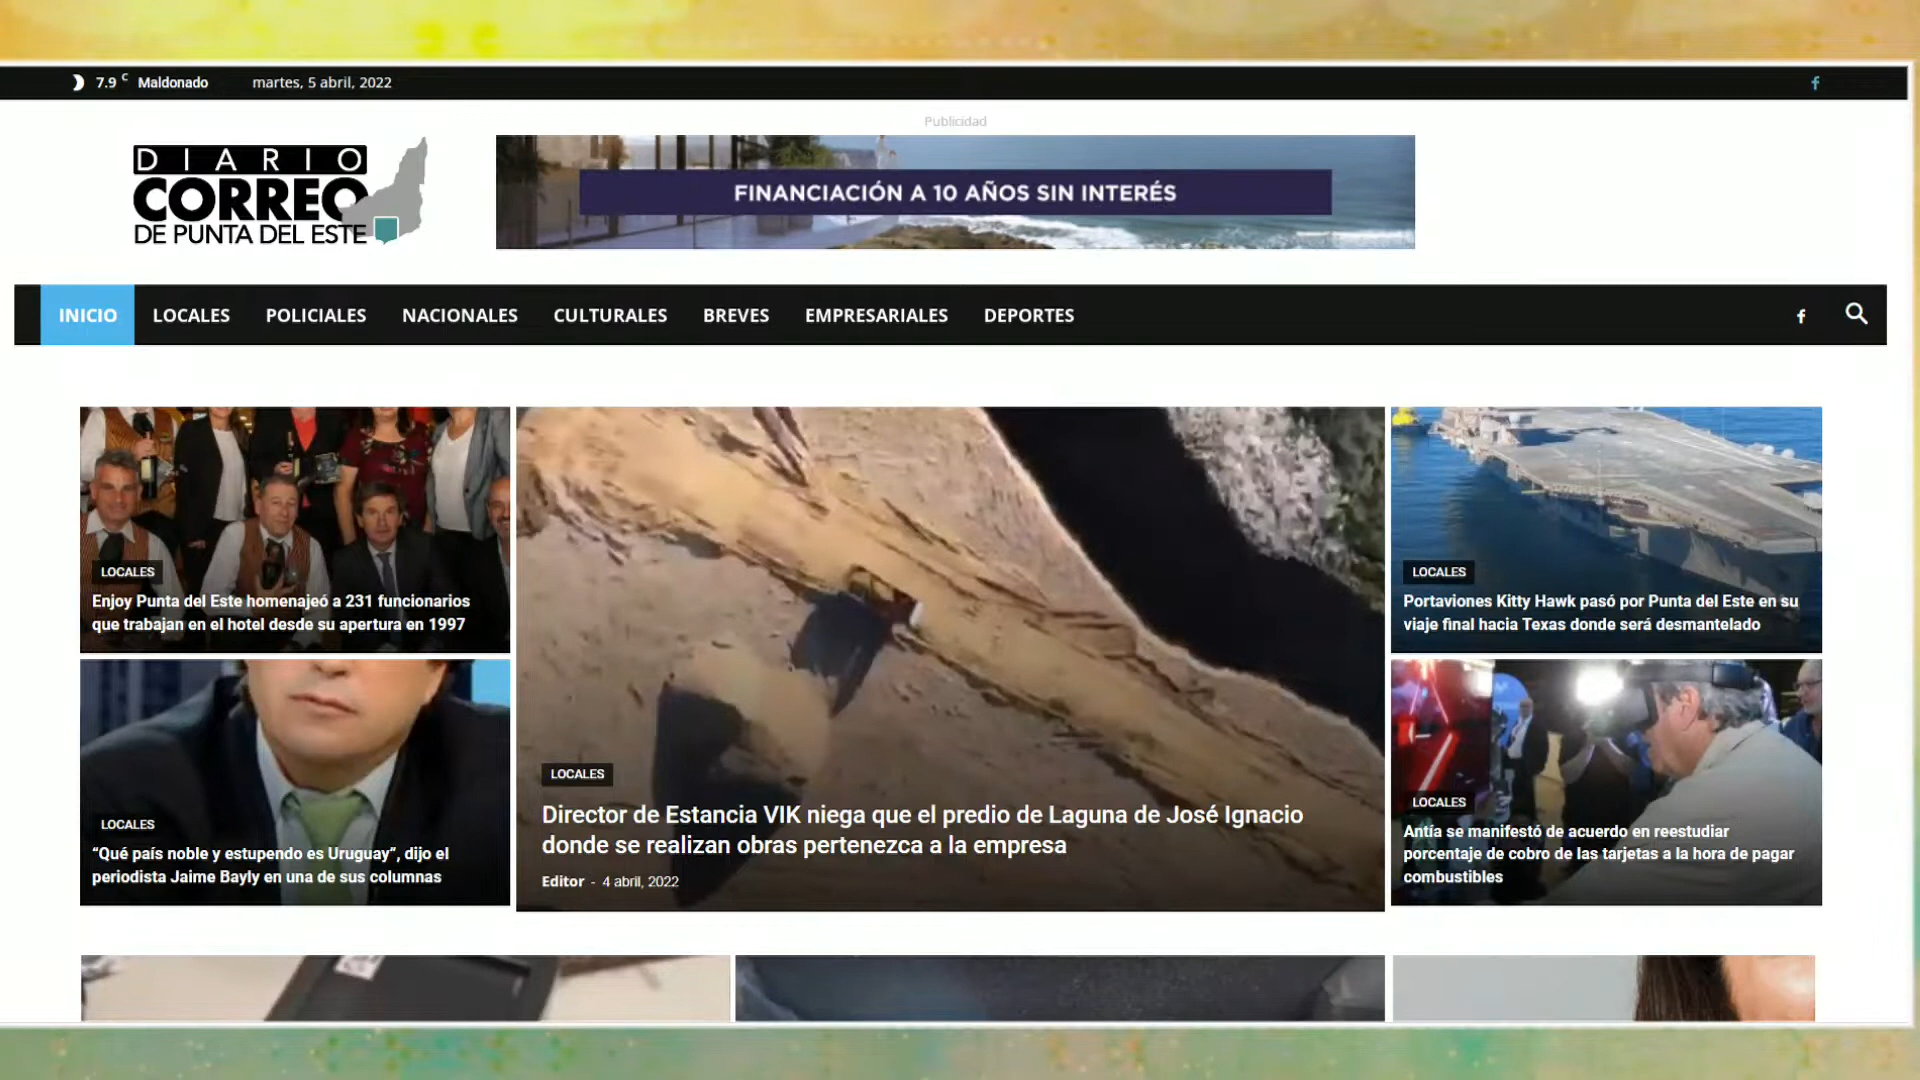 7.9 C Maldonado martes, 5 abril, 2022
Publicidad
DIARIO
CORREO
DE PUNTA DEL ESTE
FINANCIACIÓN A 10 AÑOS SIN INTERÉS
INICIO LOCALES POLICIALES NACIONALES CULTURALES BREVES EMPRESARIALES DEPORTES
LOCALES
Enjoy Punta del Este homenajeó a 231 funcionarios
que trabajan en el hotel desde su apertura en 1997
LOCALES
“Qué país noble y estupendo es Uruguay”, dijo el
periodista Jaime Bayly en una de sus columnas
LOCALES
Director de Estancia VIK niega que el predio de Laguna de José Ignacio
donde se realizan obras pertenezca a la empresa
Editor - 4 abril, 2022
LOCALES
Portaviones Kitty Hawk pasó por Punta del Este en su
viaje final hacia Texas donde será desmantelado
LOCALES
Antía se manifestó de acuerdo en reestudiar
porcentaje de cobro de las tarjetas a la hora de pagar
combustibles